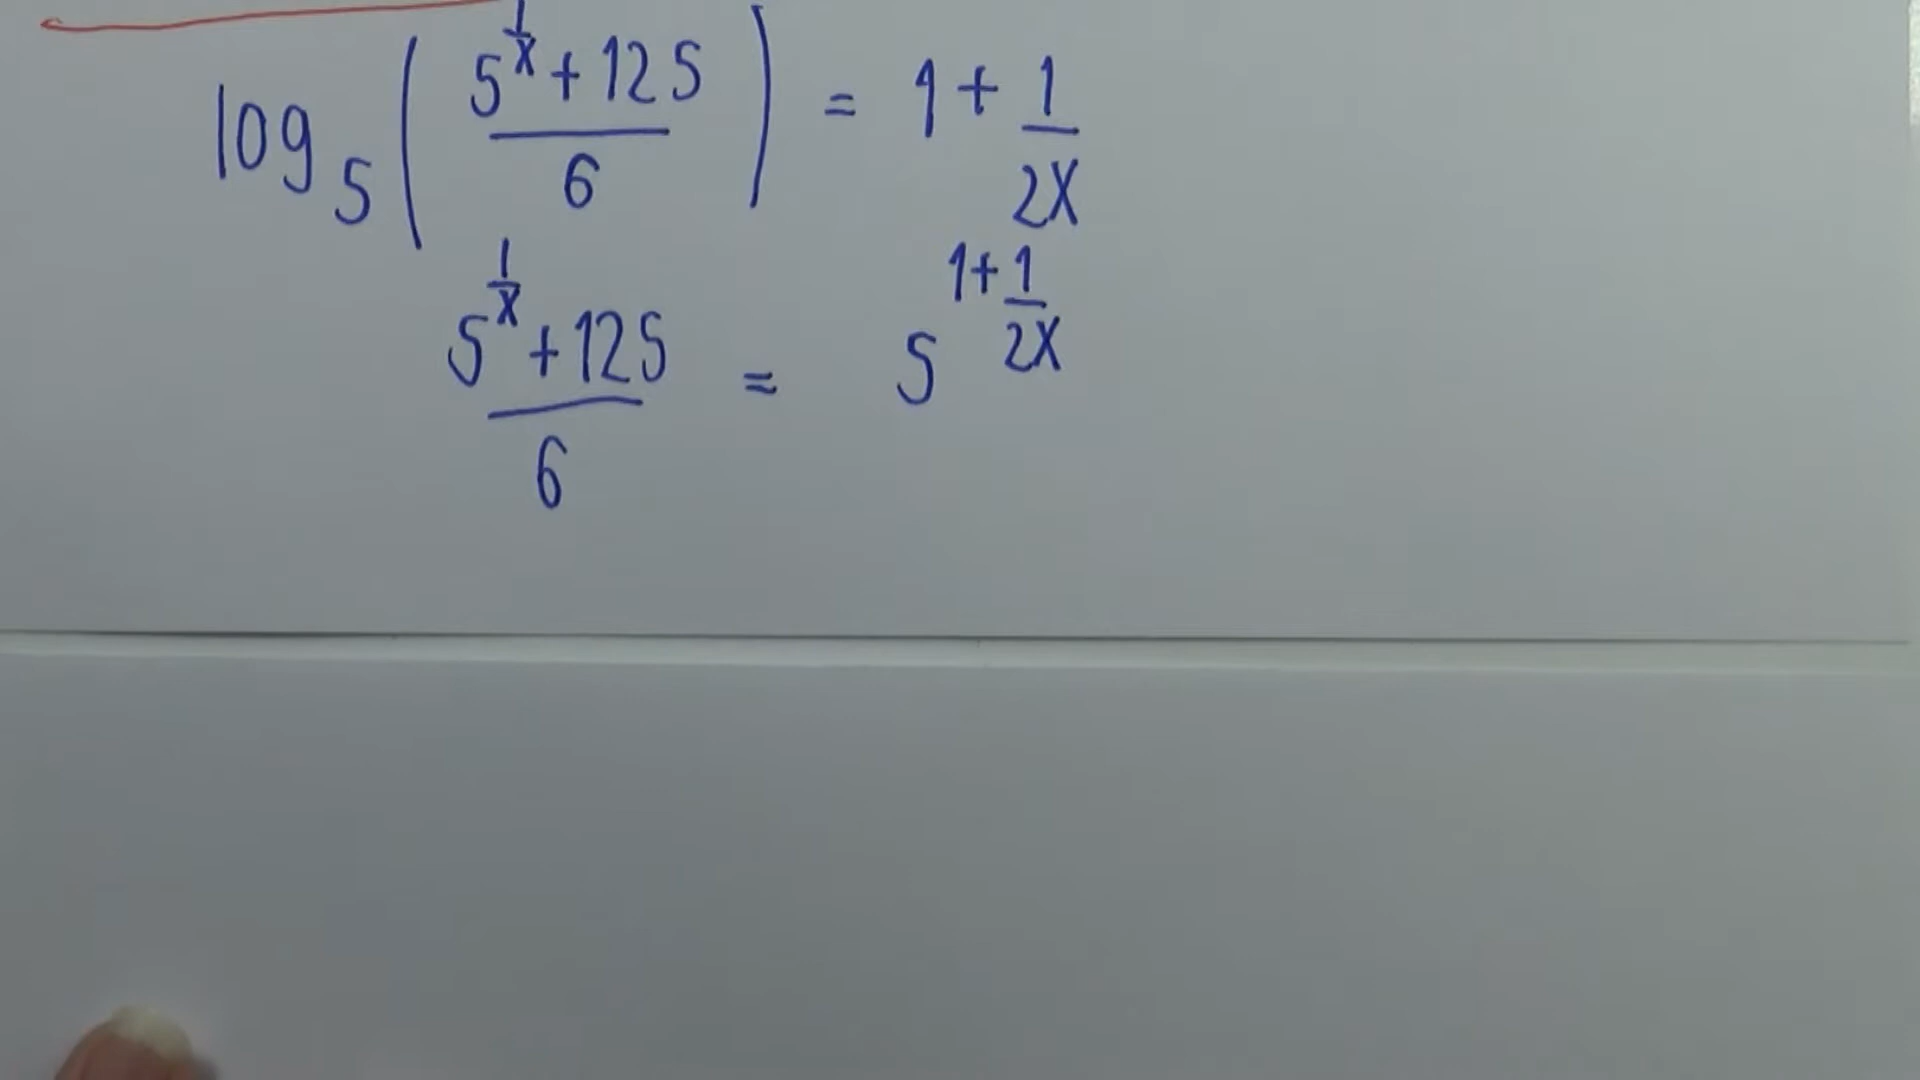 log₅ ( (5^(1/x) + 125) / 6 ) = 1 + 1/(2x)
(5^(1/x) + 125) / 6 = 5^(1 + 1/(2x))